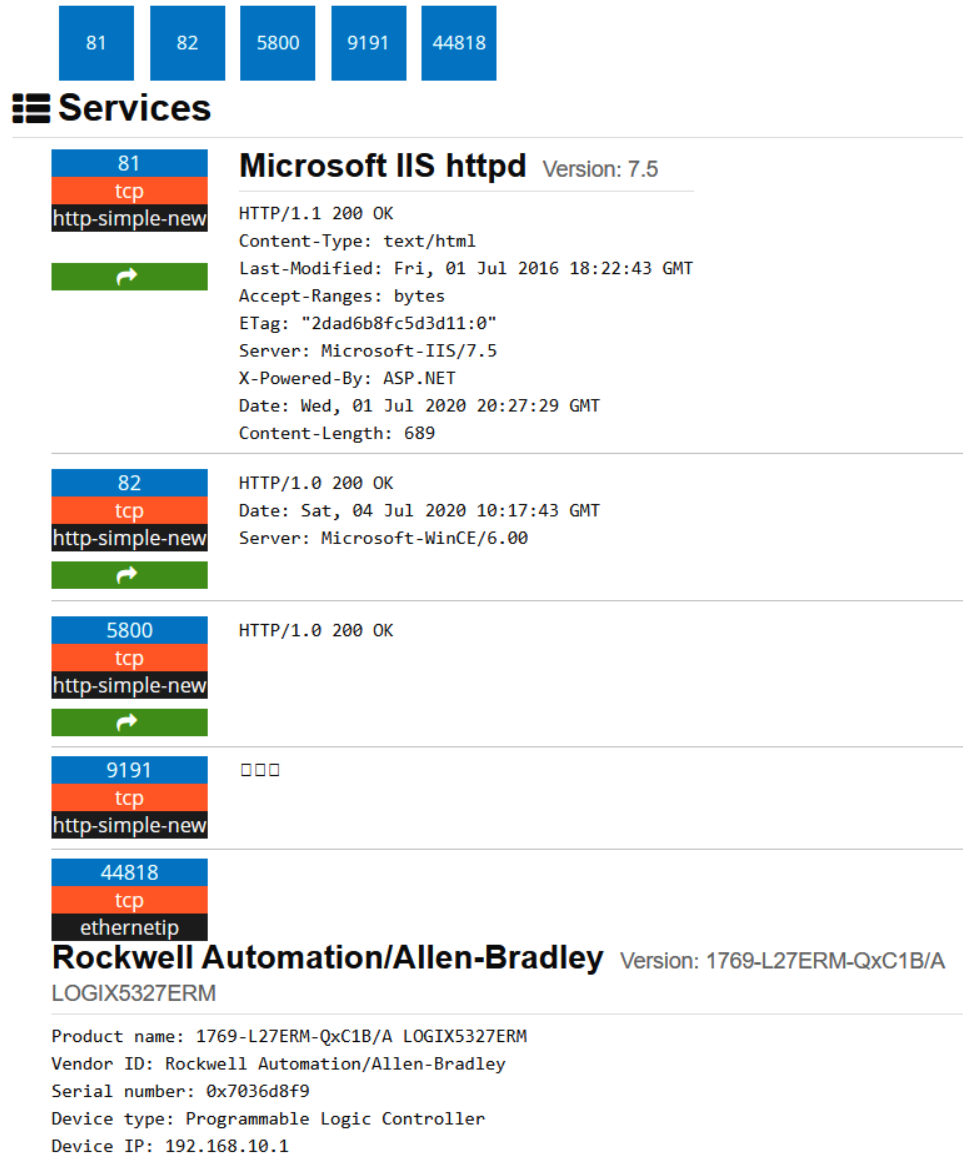 81 82 5800 9191 44818
Services
81
tcp
http-simple-new
Microsoft IIS httpd Version: 7.5
HTTP/1.1 200 OK
Content-Type: text/html
Last-Modified: Fri, 01 Jul 2016 18:22:43 GMT
Accept-Ranges: bytes
ETag: "2dad6b8fc5d3d11:0"
Server: Microsoft-IIS/7.5
X-Powered-By: ASP.NET
Date: Wed, 01 Jul 2020 20:27:29 GMT
Content-Length: 689
82
tcp
http-simple-new
HTTP/1.0 200 OK
Date: Sat, 04 Jul 2020 10:17:43 GMT
Server: Microsoft-WinCE/6.00
5800
tcp
http-simple-new
HTTP/1.0 200 OK
9191
tcp
http-simple-new
□□□
44818
tcp
ethernetip
Rockwell Automation/Allen-Bradley Version: 1769-L27ERM-QxC1B/A
LOGIX5327ERM
Product name: 1769-L27ERM-QxC1B/A LOGIX5327ERM
Vendor ID: Rockwell Automation/Allen-Bradley
Serial number: 0x7036d8f9
Device type: Programmable Logic Controller
Device IP: 192.168.10.1